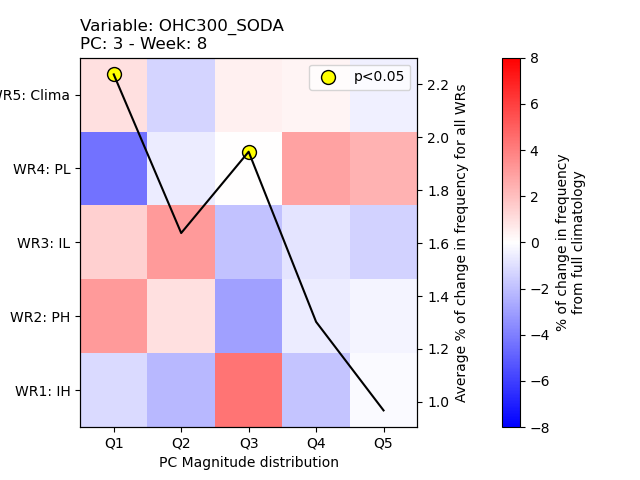 Variable: OHC300_SODA
PC: 3 - Week: 8
p<0.05
WR5: Clima
WR4: PL
WR3: IL
WR2: PH
WR1: IH
Q1 Q2 Q3 Q4 Q5
PC Magnitude distribution
2.2
2.0
1.8
1.6
1.4
1.2
1.0
Average % of change in frequency for all WRs
8
6
4
2
0
−2
−4
−6
−8
% of change in frequency
from full climatology